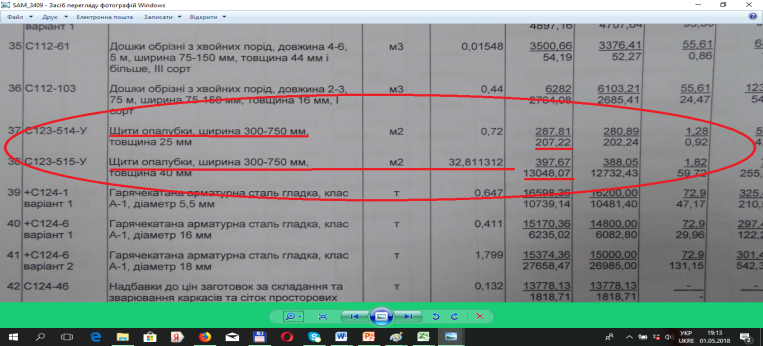 SAM_3409 - Засіб перегляду фотографій Windows
Файл Друк Електронна пошта Записати Відкрити
варіант 1 4897,16 4707,64
35 С112-61 Дошки обрізні з хвойних порід, довжина 4-6, м3 0,01548 3500,66 3376,41 55,61
5 м, ширина 75-150 мм, товщина 44 мм і 54,19 52,27 0,86
більше, III сорт
36 С112-103 Дошки обрізні з хвойних порід, довжина 2-3, м3 0,44 6282 6103,21 55,61
75 м, ширина 75-150 мм, товщина 16 мм, I 2764,08 2685,41 24,47
сорт
37 С123-514-У Щити опалубки, ширина 300-750 мм, м2 0,72 287,81 280,89 1,28
товщина 25 мм 207,22 202,24 0,92
38 С123-515-У Щити опалубки, ширина 300-750 мм, м2 32,811312 397,67 388,05 1,82
товщина 40 мм 13048,07 12732,43 59,72 255,
39 +С124-1 Гарячекатана арматурна сталь гладка, клас т 0,647 16598,36 16200,00 72,9 325,
варіант 1 А-1, діаметр 5,5 мм 10739,14 10481,40 47,17 210,
40 +С124-6 Гарячекатана арматурна сталь гладка, клас т 0,411 15170,36 14800,00 72,9 297,4
варіант 1 А-1, діаметр 16 мм 6235,02 6082,80 29,96 122,2
41 +С124-6 Гарячекатана арматурна сталь гладка, клас т 1,799 15374,36 15000,00 72,9 301,4
варіант 2 А-1, діаметр 18 мм 27658,47 26985,00 131,15 542,3
42 С124-46 Надбавки до цін заготовок за складання та т 0,132 13778,13 13778,13 - -
зварювання каркасів та сіток просторових 1818,71 1818,71 - -
УКР 19:13
UKRE 01.05.2018